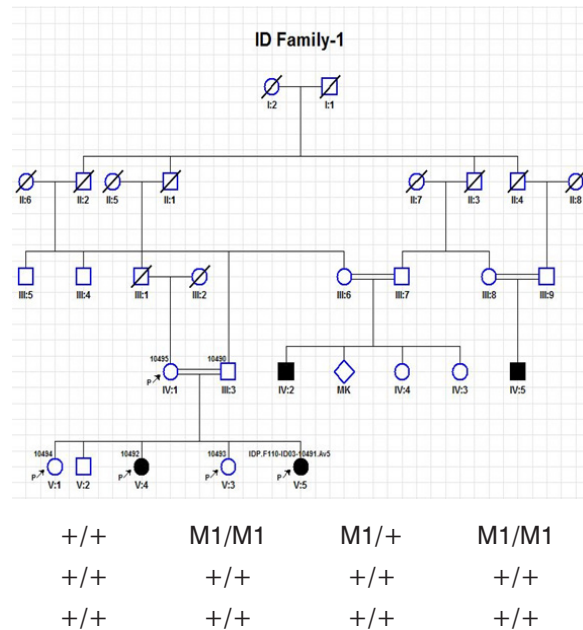 ID Family-1
I:2 I:1
II:6 II:2 II:5 II:1 II:7 II:3 II:4 II:8
III:5 III:4 III:1 III:2 III:6 III:7 III:8 III:9
10495 10490
P IV:1 III:3 IV:2 MK IV:4 IV:3 IV:5
10494 10492 10493 IDP.F110-ID03-10491.Av5
P V:1 V:2 P V:4 P V:3 P V:5
+/+ M1/M1 M1/+ M1/M1
+/+ +/+ +/+ +/+
+/+ +/+ +/+ +/+